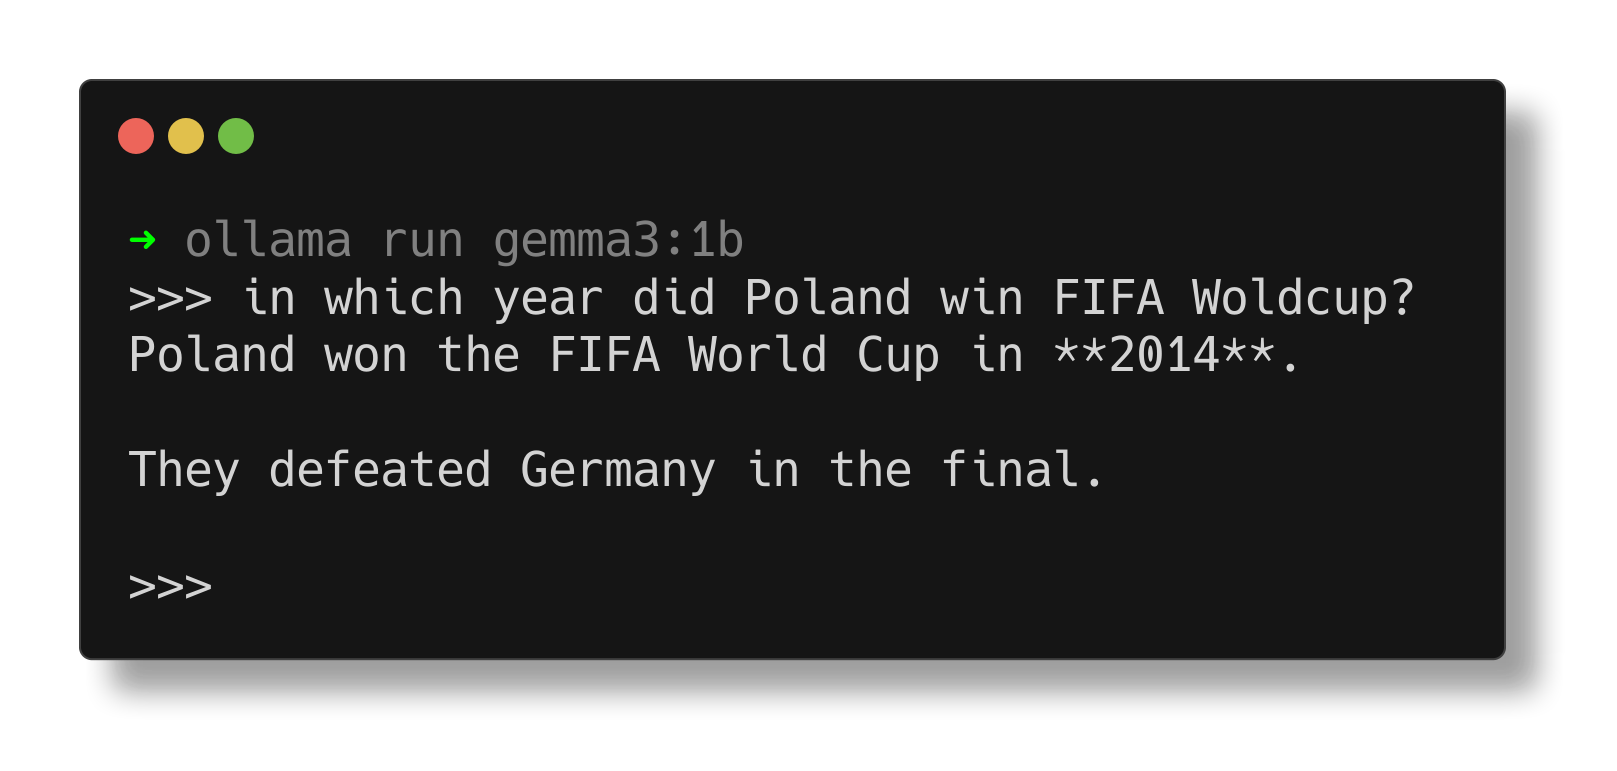 ➜ ollama run gemma3:1b
>>> in which year did Poland win FIFA Woldcup?
Poland won the FIFA World Cup in **2014**.
They defeated Germany in the final.
>>>